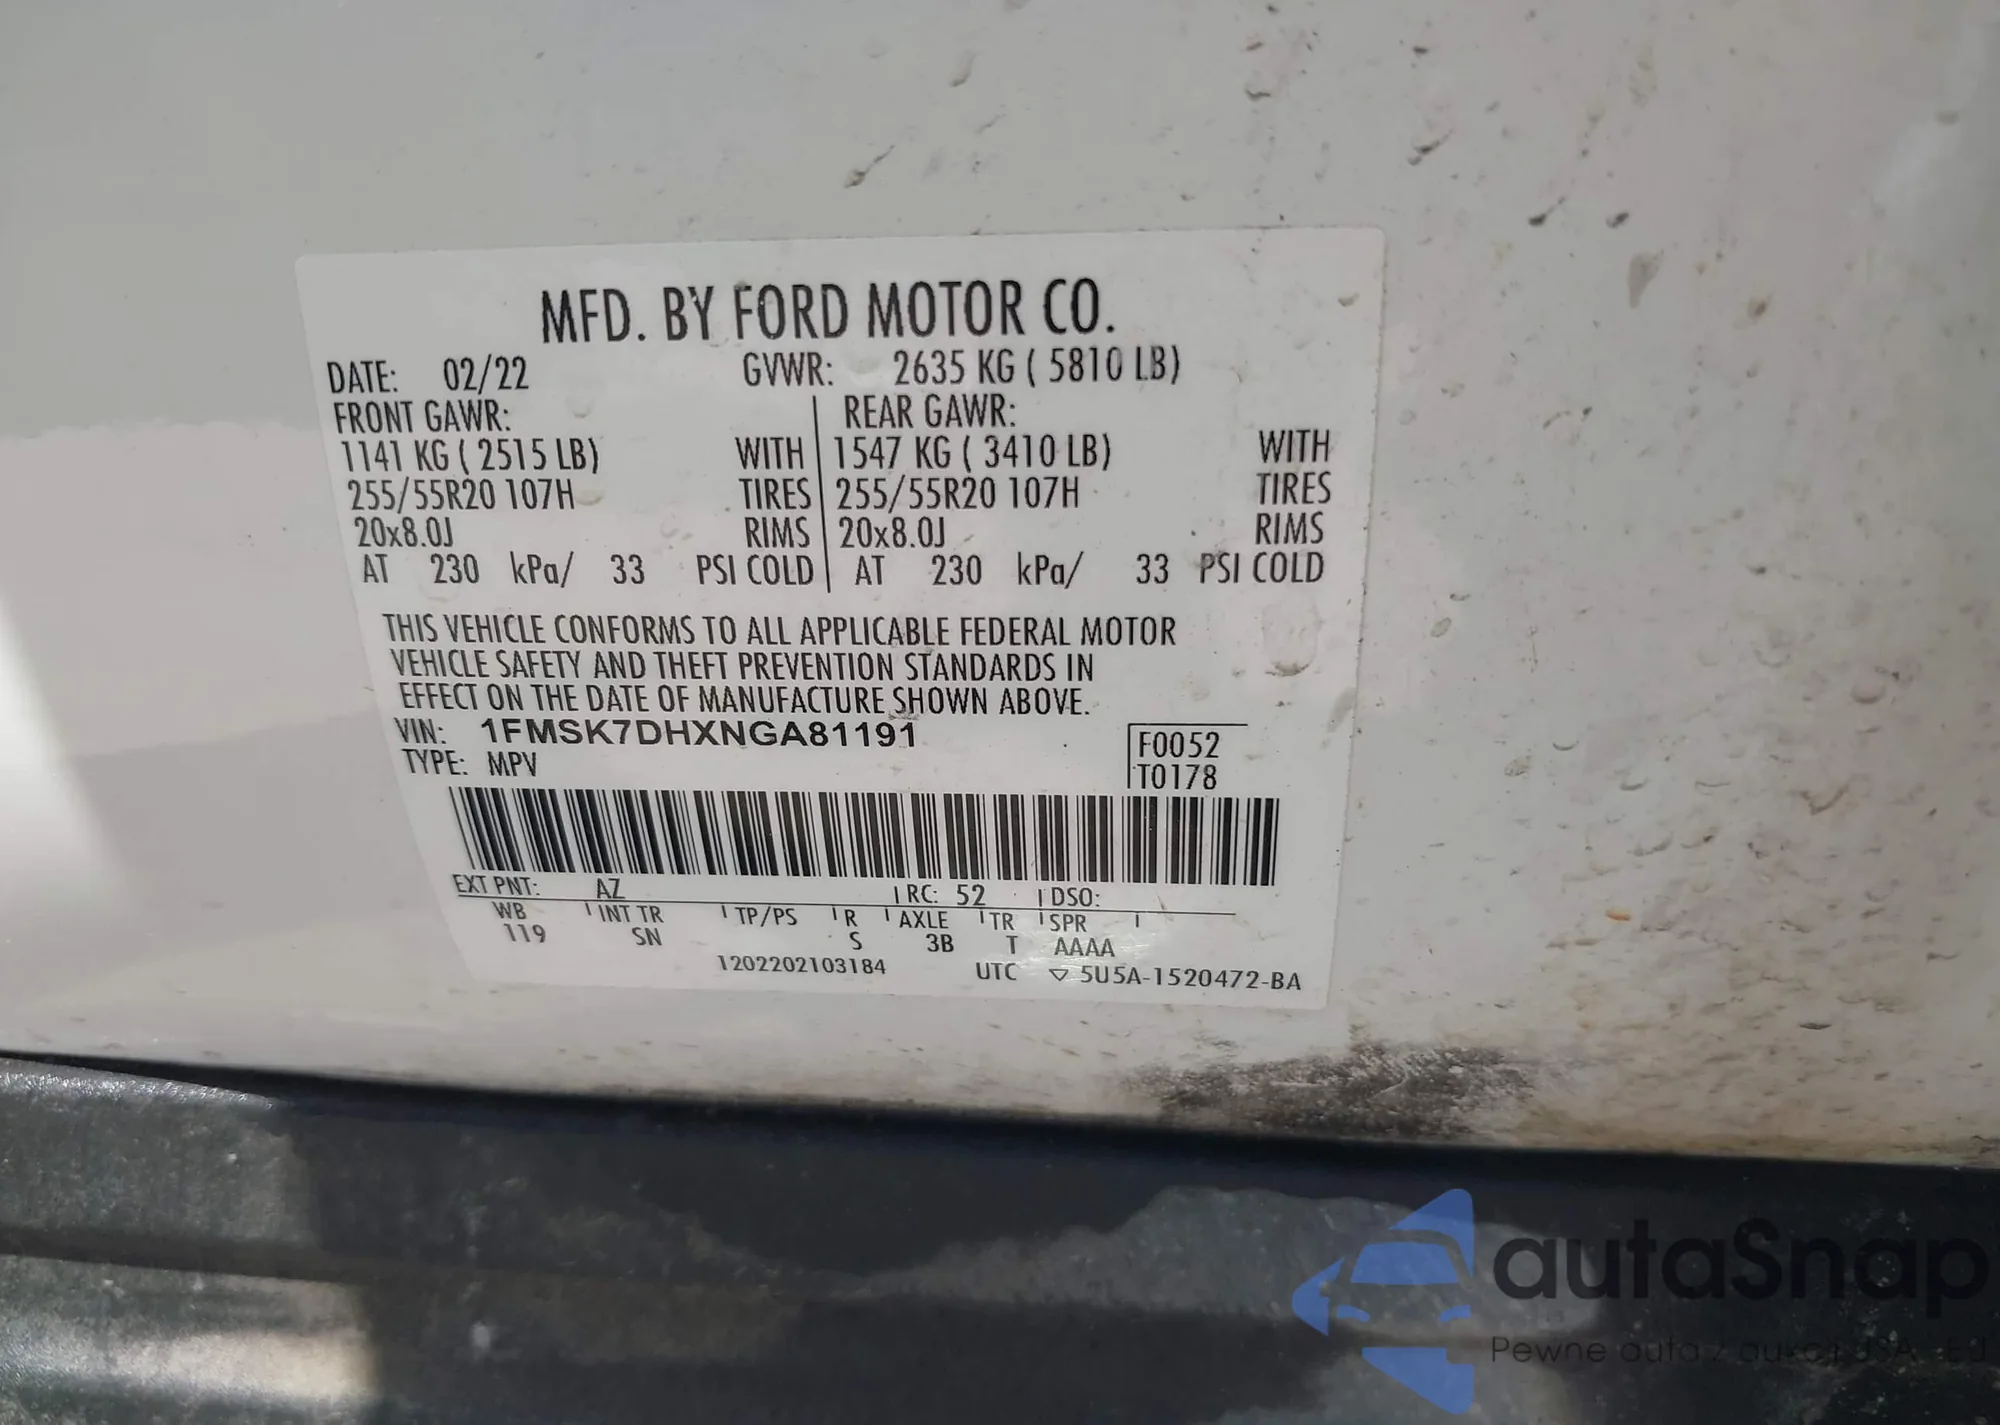 MFD. BY FORD MOTOR CO.
DATE: 02/22 GVWR: 2635 KG ( 5810 LB)
FRONT GAWR: REAR GAWR:
1141 KG ( 2515 LB) WITH 1547 KG ( 3410 LB) WITH
255/55R20 107H TIRES 255/55R20 107H TIRES
20x8.0J RIMS 20x8.0J RIMS
AT 230 kPa/ 33 PSI COLD AT 230 kPa/ 33 PSI COLD
THIS VEHICLE CONFORMS TO ALL APPLICABLE FEDERAL MOTOR
VEHICLE SAFETY AND THEFT PREVENTION STANDARDS IN
EFFECT ON THE DATE OF MANUFACTURE SHOWN ABOVE.
VIN: 1FMSK7DHXNGA81191
F0052
TYPE: MPV
T0178
EXT PNT: AZ RC: 52 DSO:
WB INT TR TP/PS R AXLE TR SPR
119 SN S 3B T AAAA
1202202103184 UTC 5U5A-1520472-BA
autaSnap
Pewne auta z aukcji USA